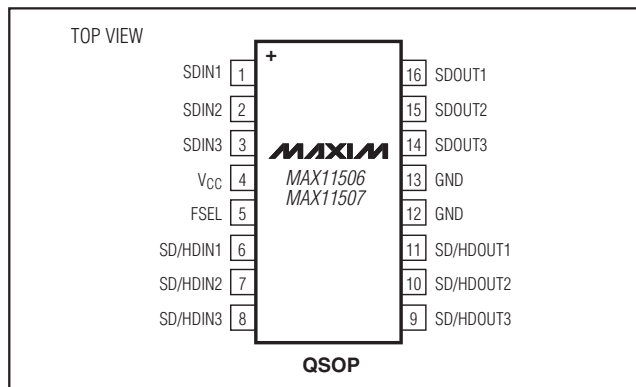 TOP VIEW
+
SDIN1 1 16 SDOUT1
SDIN2 2 15 SDOUT2
SDIN3 3 14 SDOUT3
MAXIM
VCC 4 13 GND
MAX11506
MAX11507
FSEL 5 12 GND
SD/HDIN1 6 11 SD/HDOUT1
SD/HDIN2 7 10 SD/HDOUT2
SD/HDIN3 8 9 SD/HDOUT3
QSOP